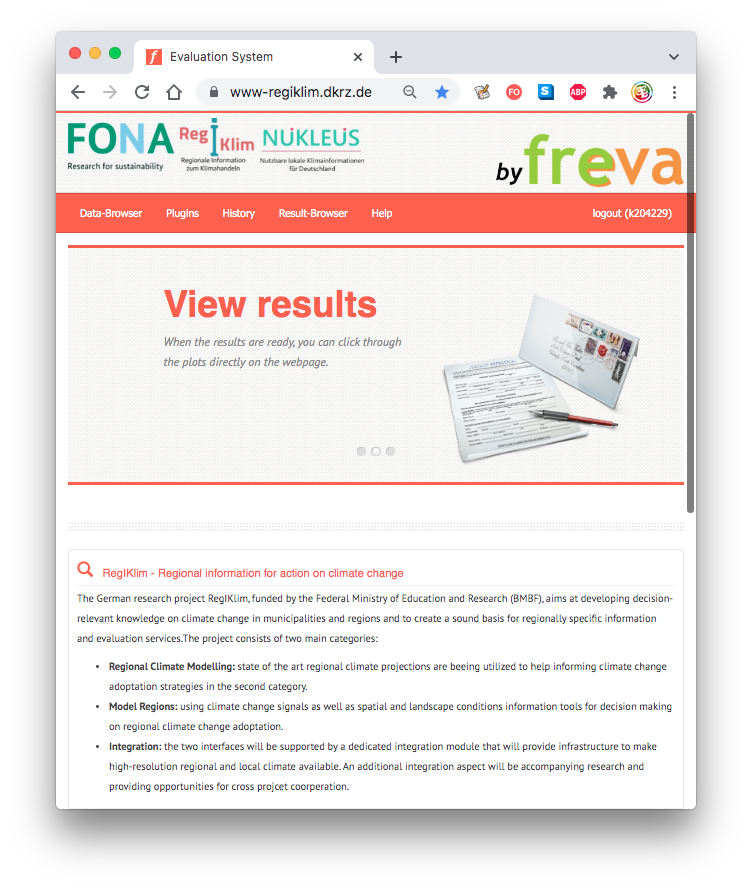 Evaluation System
www-regiklim.dkrz.de
FO
S
ABP
FONA
Research for sustainability
RegIKlim
Regionale Information
zum Klimahandeln
NUKLEUS
Nutzbare lokale Klimainformationen
für Deutschland
by freva
Data-Browser Plugins History Result-Browser Help logout (k204229)
View results
When the results are ready, you can click through
the plots directly on the webpage.
RegIKlim - Regional information for action on climate change
The German research project RegIKlim, funded by the Federal Ministry of Education and Research (BMBF), aims at developing decision-
relevant knowledge on climate change in municipalities and regions and to create a sound basis for regionally specific information
and evaluation services.The project consists of two main categories:
• Regional Climate Modelling: state of the art regional climate projections are beeing utilized to help informing climate change
adoptation strategies in the second category.
• Model Regions: using climate change signals as well as spatial and landscape conditions information tools for decision making
on regional climate change adoptation.
• Integration: the two interfaces will be supported by a dedicated integration module that will provide infrastructure to make
high-resolution regional and local climate available. An additional integration aspect will be accompanying research and
providing opportunities for cross projcet coorperation.